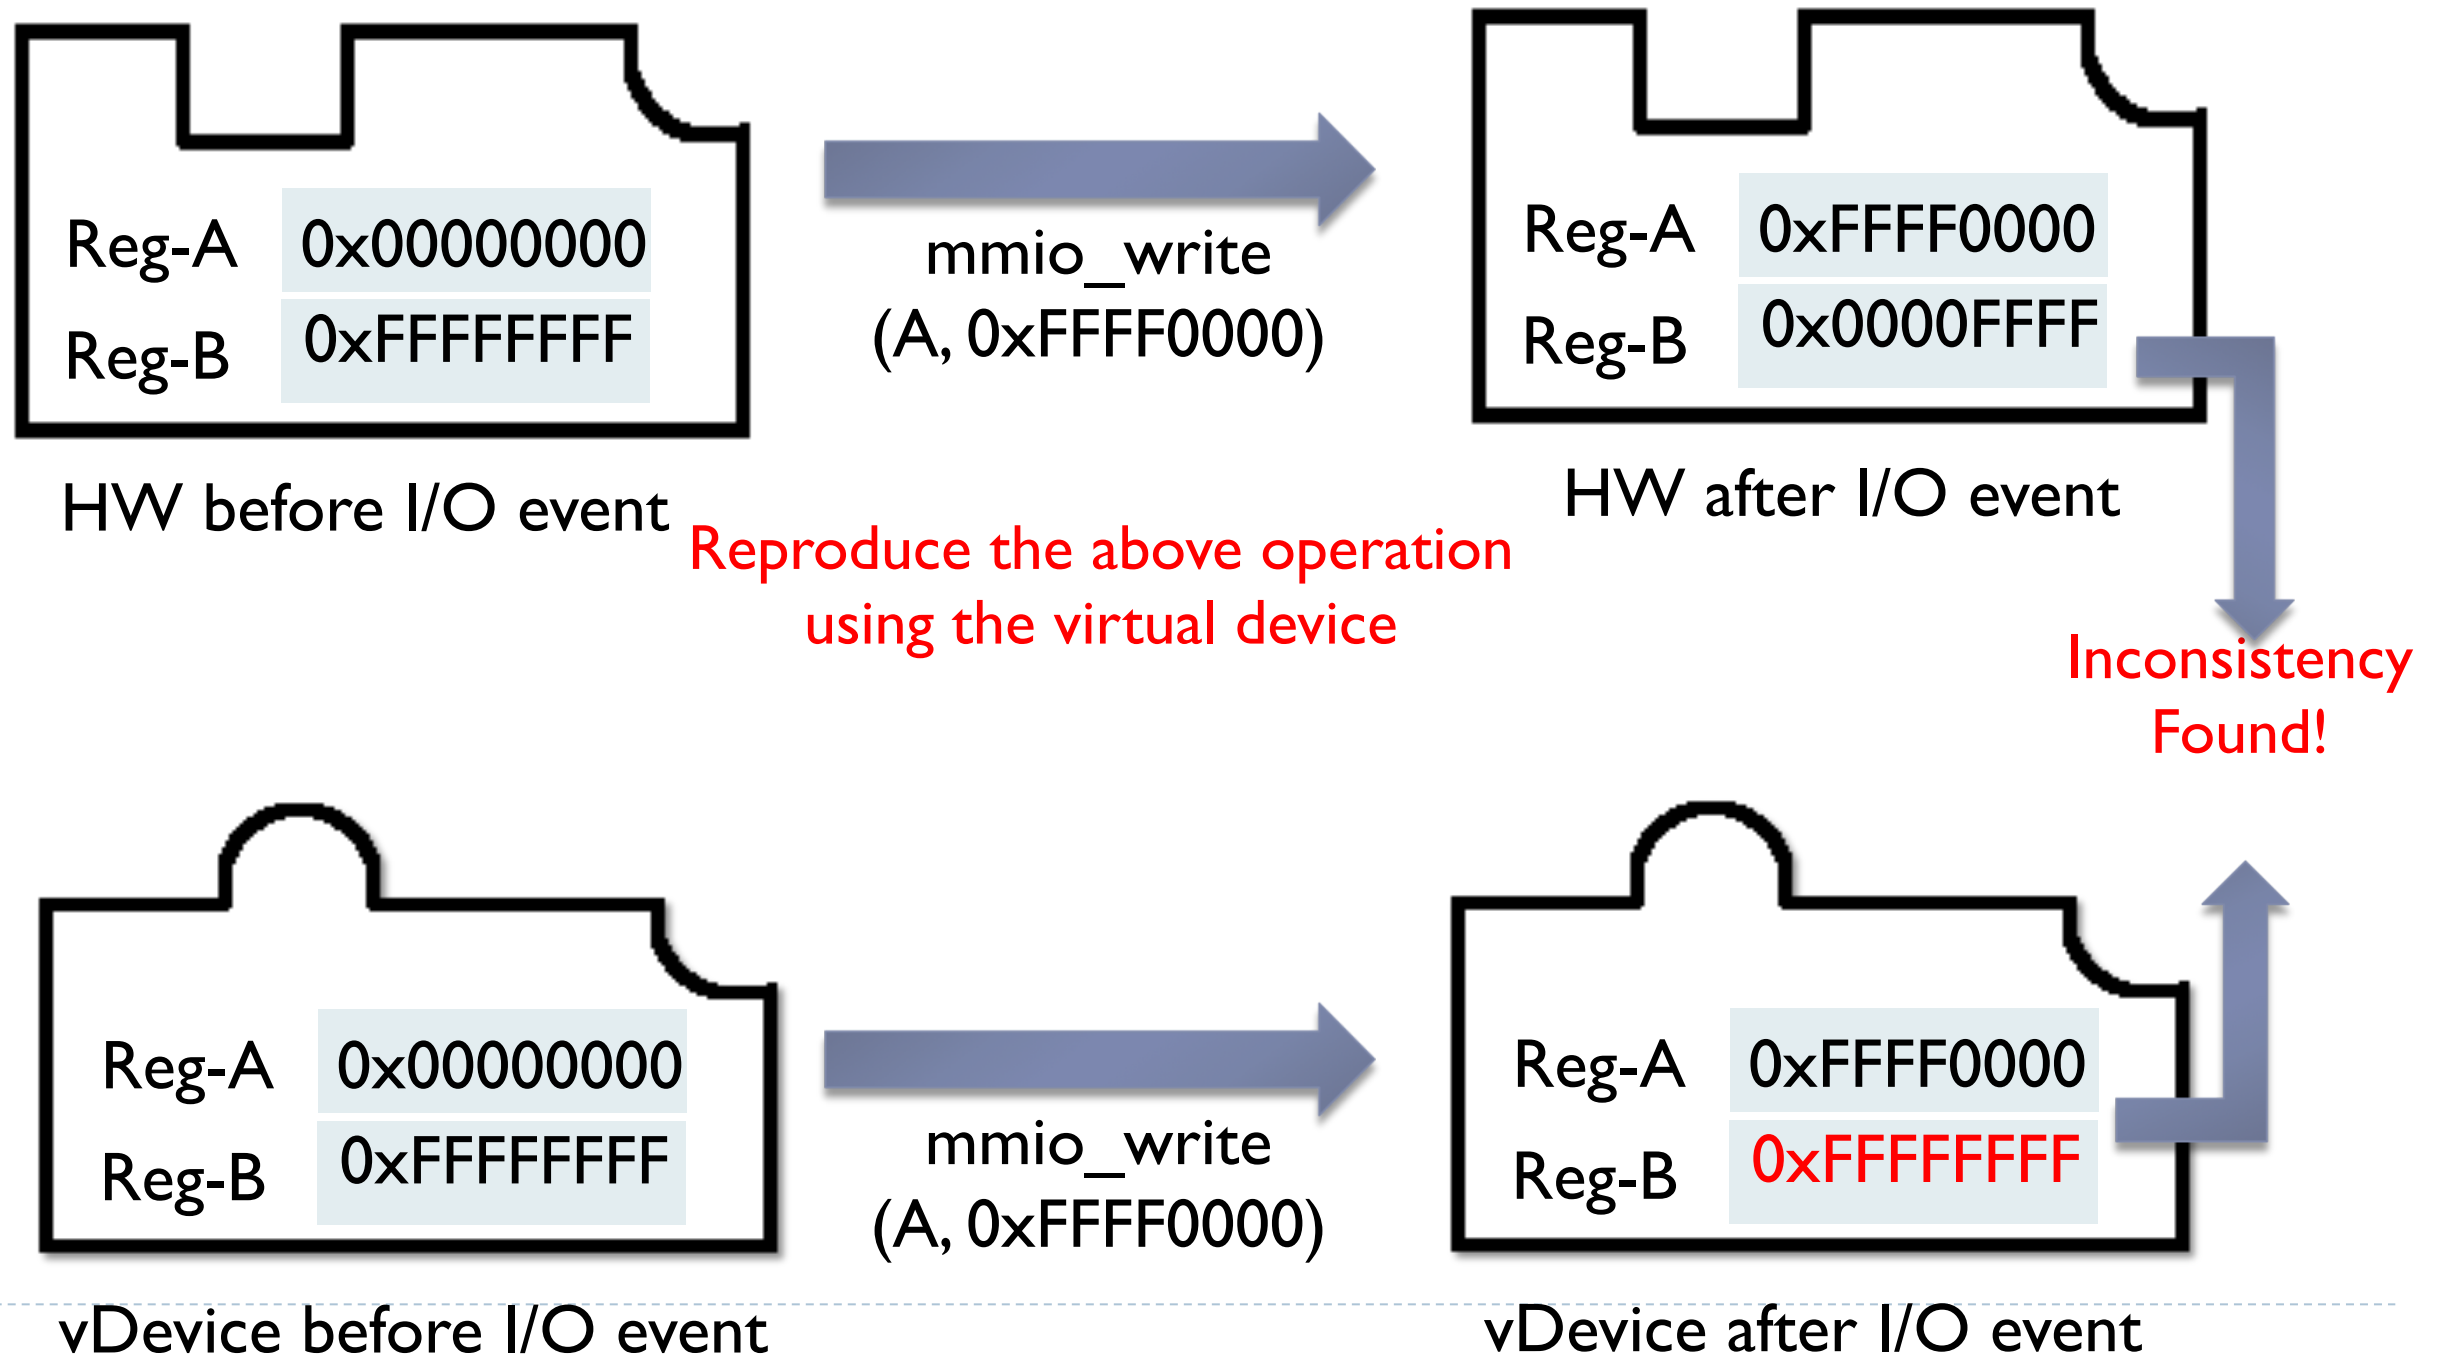 Reg-A 0x00000000
Reg-B 0xFFFFFFFF
HW before I/O event
mmio_write
(A, 0xFFFF0000)
Reg-A 0xFFFF0000
Reg-B 0x0000FFFF
HW after I/O event
Reproduce the above operation
using the virtual device
Inconsistency
Found!
Reg-A 0x00000000
Reg-B 0xFFFFFFFF
vDevice before I/O event
mmio_write
(A, 0xFFFF0000)
Reg-A 0xFFFF0000
Reg-B 0xFFFFFFFF
vDevice after I/O event